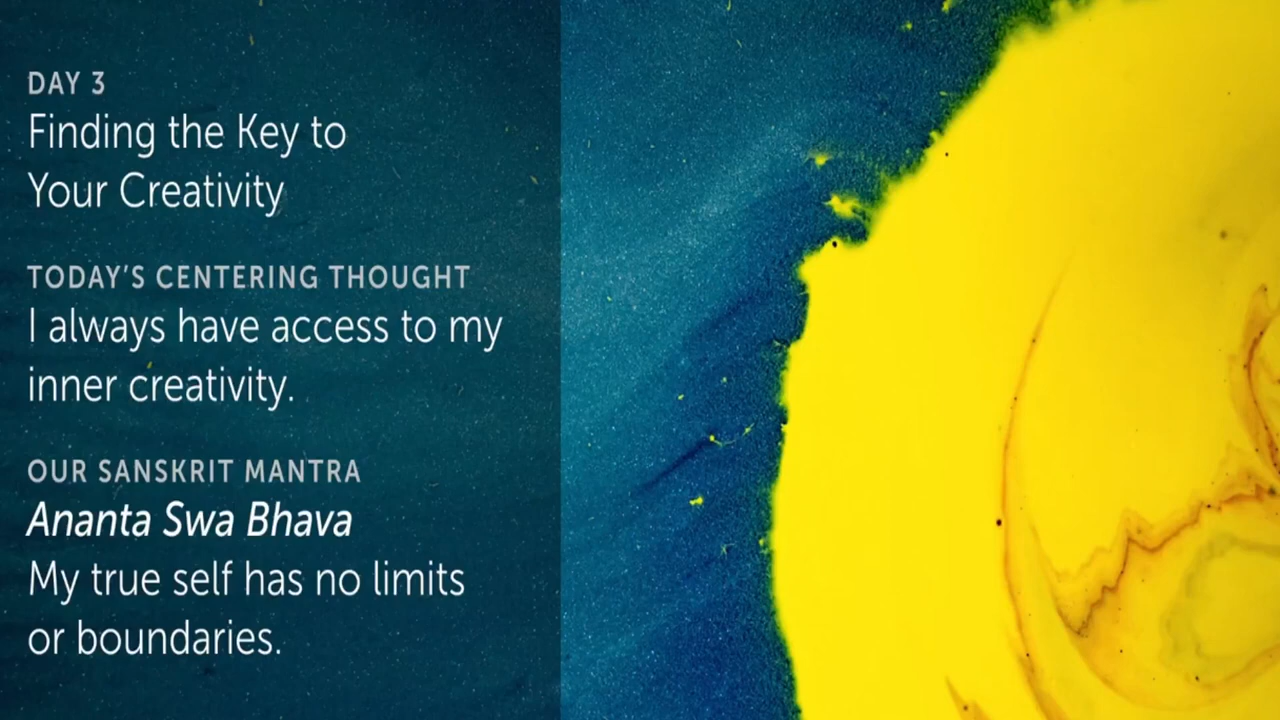 DAY 3
Finding the Key to
Your Creativity
TODAY’S CENTERING THOUGHT
I always have access to my
inner creativity.
OUR SANSKRIT MANTRA
Ananta Swa Bhava
My true self has no limits
or boundaries.